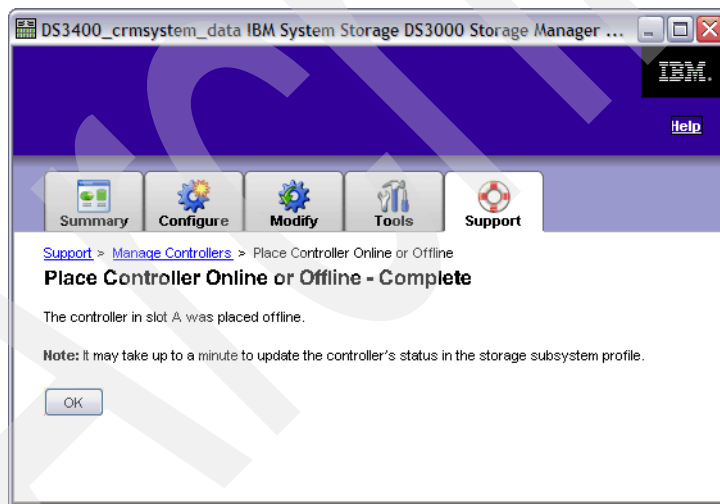 DS3400_crmsystem_data IBM System Storage DS3000 Storage Manager ...
IBM.
Help
Summary
Configure
Modify
Tools
Support
Support > Manage Controllers > Place Controller Online or Offline
Place Controller Online or Offline - Complete
The controller in slot A was placed offline.
Note: It may take up to a minute to update the controller's status in the storage subsystem profile.
OK